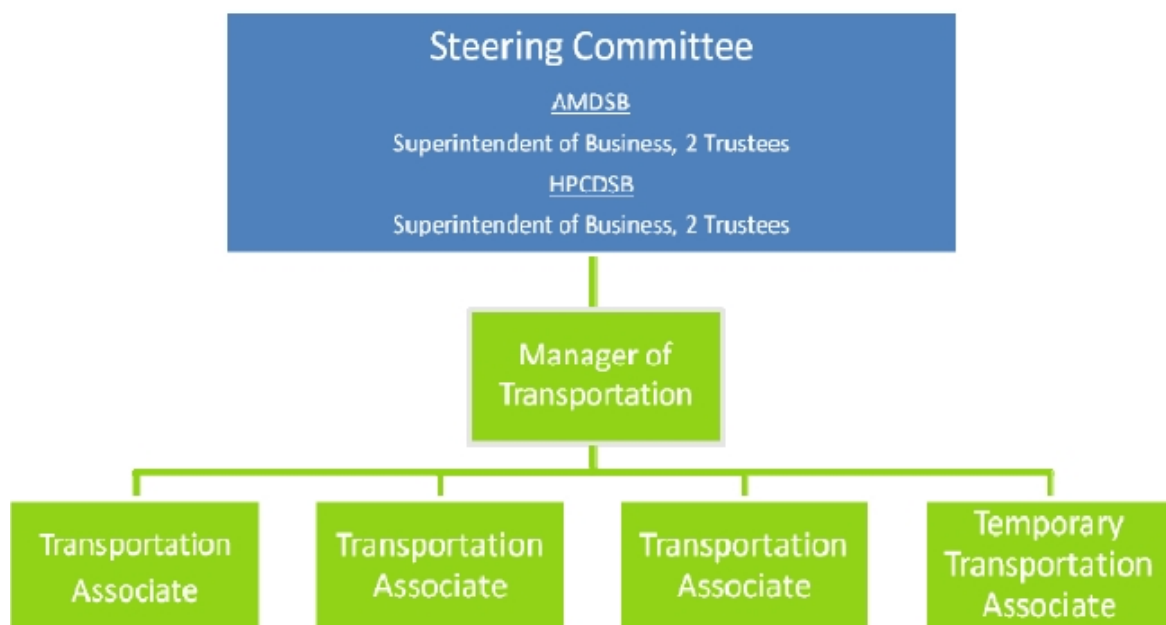 Steering Committee
AMDSB
Superintendent of Business, 2 Trustees
HPCDSB
Superintendent of Business, 2 Trustees
Manager of
Transportation
Transportation
Associate
Transportation
Associate
Transportation
Associate
Temporary
Transportation
Associate